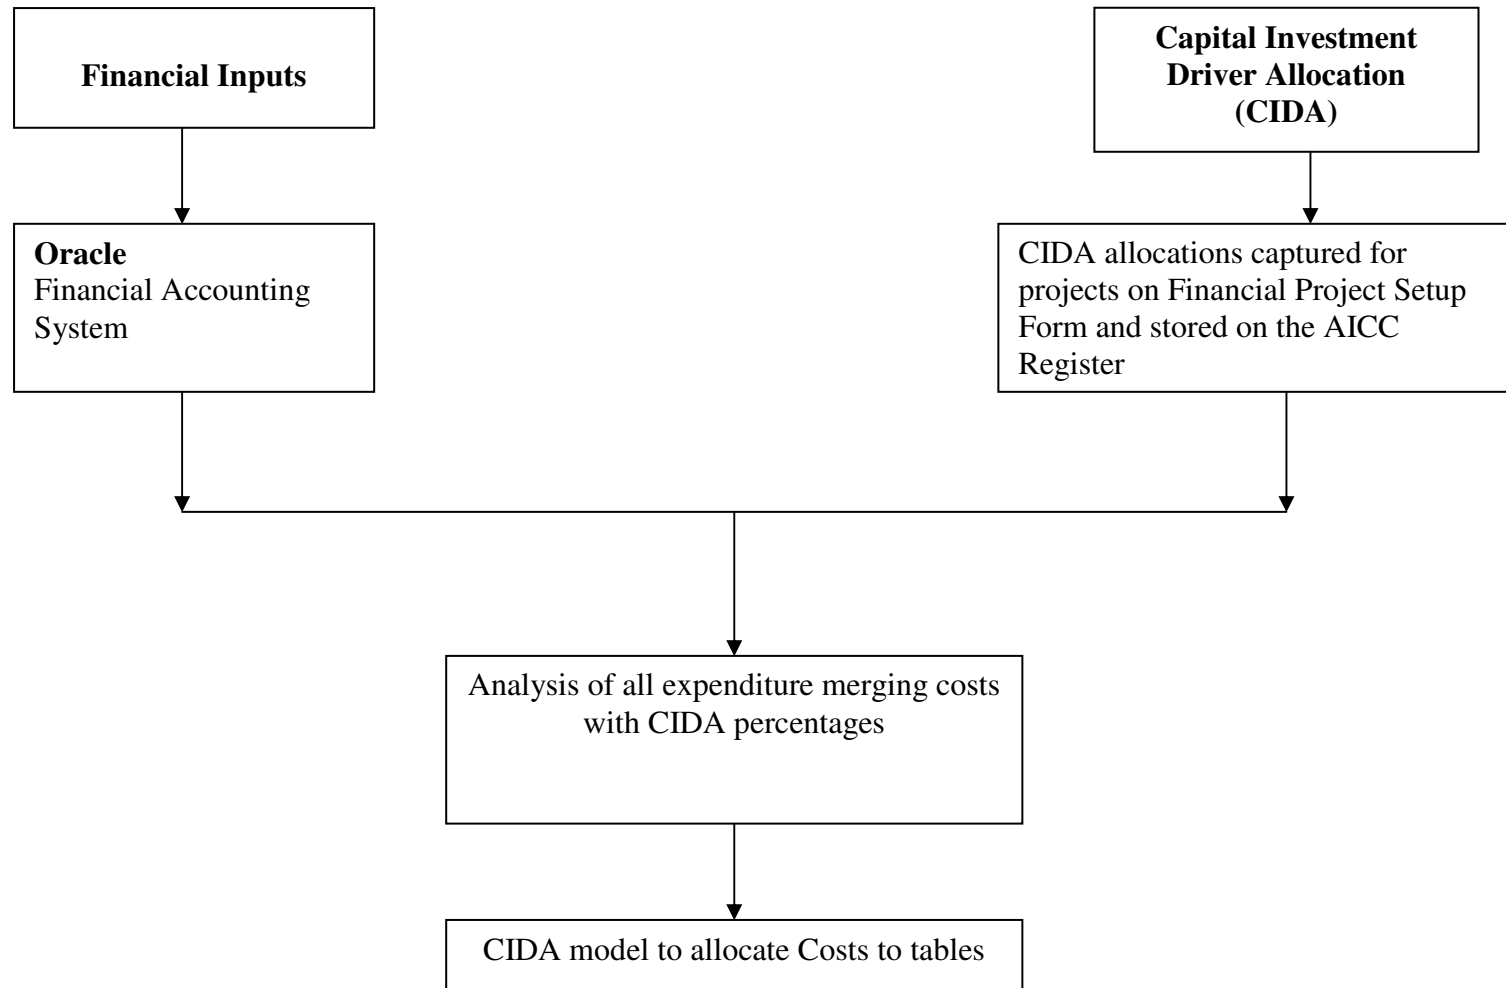 Financial Inputs
Capital Investment
Driver Allocation
(CIDA)
Oracle
Financial Accounting
System
CIDA allocations captured for
projects on Financial Project Setup
Form and stored on the AICC
Register
Analysis of all expenditure merging costs
with CIDA percentages
CIDA model to allocate Costs to tables